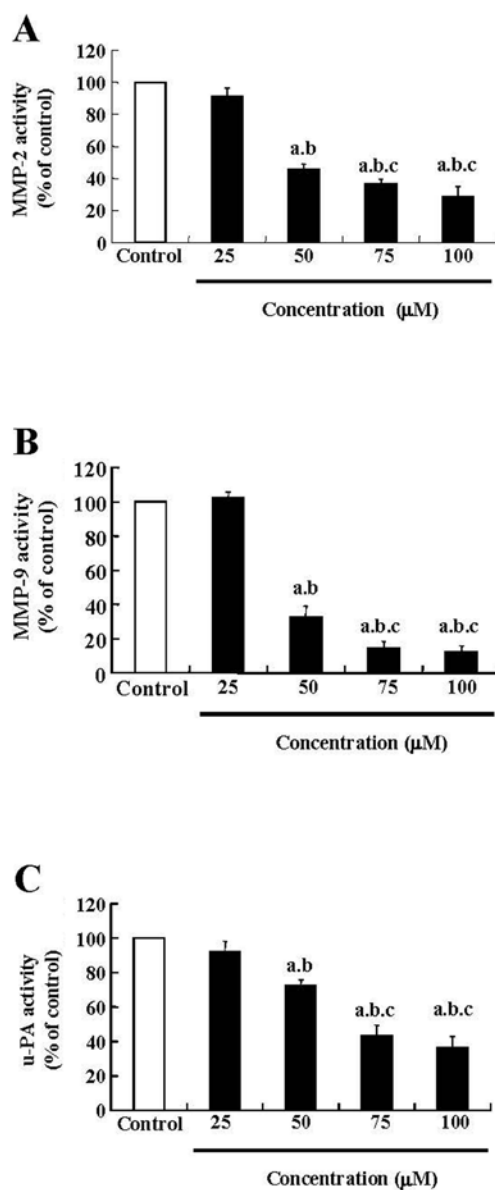 A
MMP-2 activity
(% of control)
120
100
80
60
40
20
0
a.b
a.b.c
a.b.c
Control
25
50
75
100
Concentration (μM)
B
MMP-9 activity
(% of control)
120
100
80
60
40
20
0
a.b
a.b.c
a.b.c
Control
25
50
75
100
Concentration (μM)
C
u-PA activity
(% of control)
120
100
80
60
40
20
0
a.b
a.b.c
a.b.c
Control
25
50
75
100
Concentration (μM)